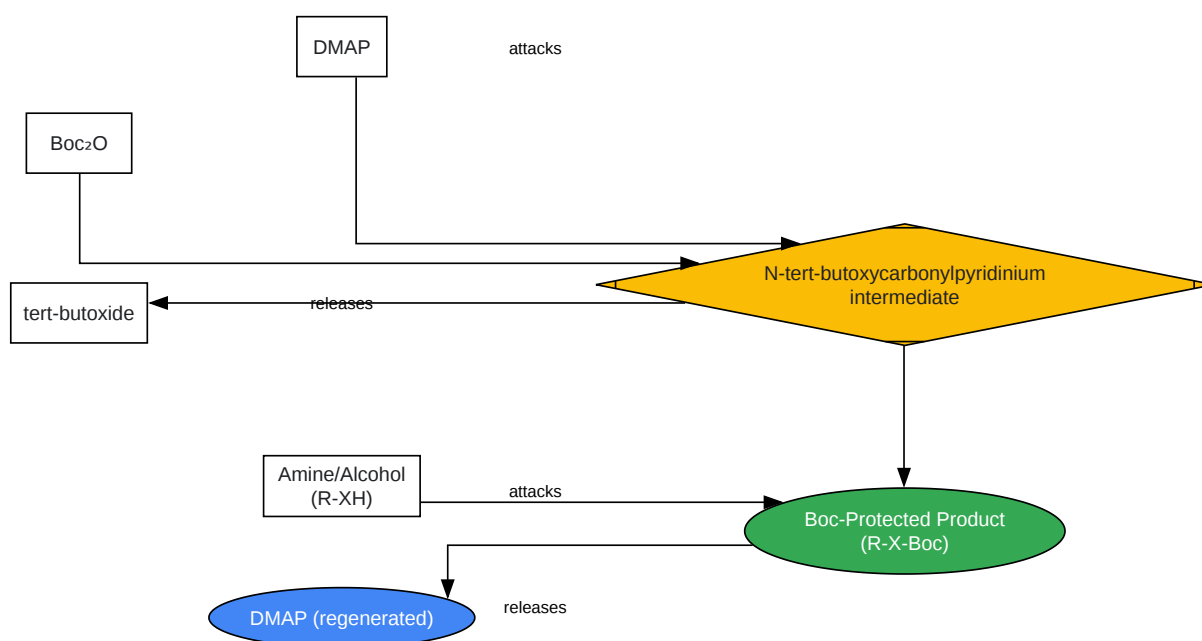 DMAP
attacks
Boc₂O
N-tert-butoxycarbonylpyridinium
intermediate
tert-butoxide
releases
Amine/Alcohol
(R-XH)
attacks
Boc-Protected Product
(R-X-Boc)
DMAP (regenerated)
releases